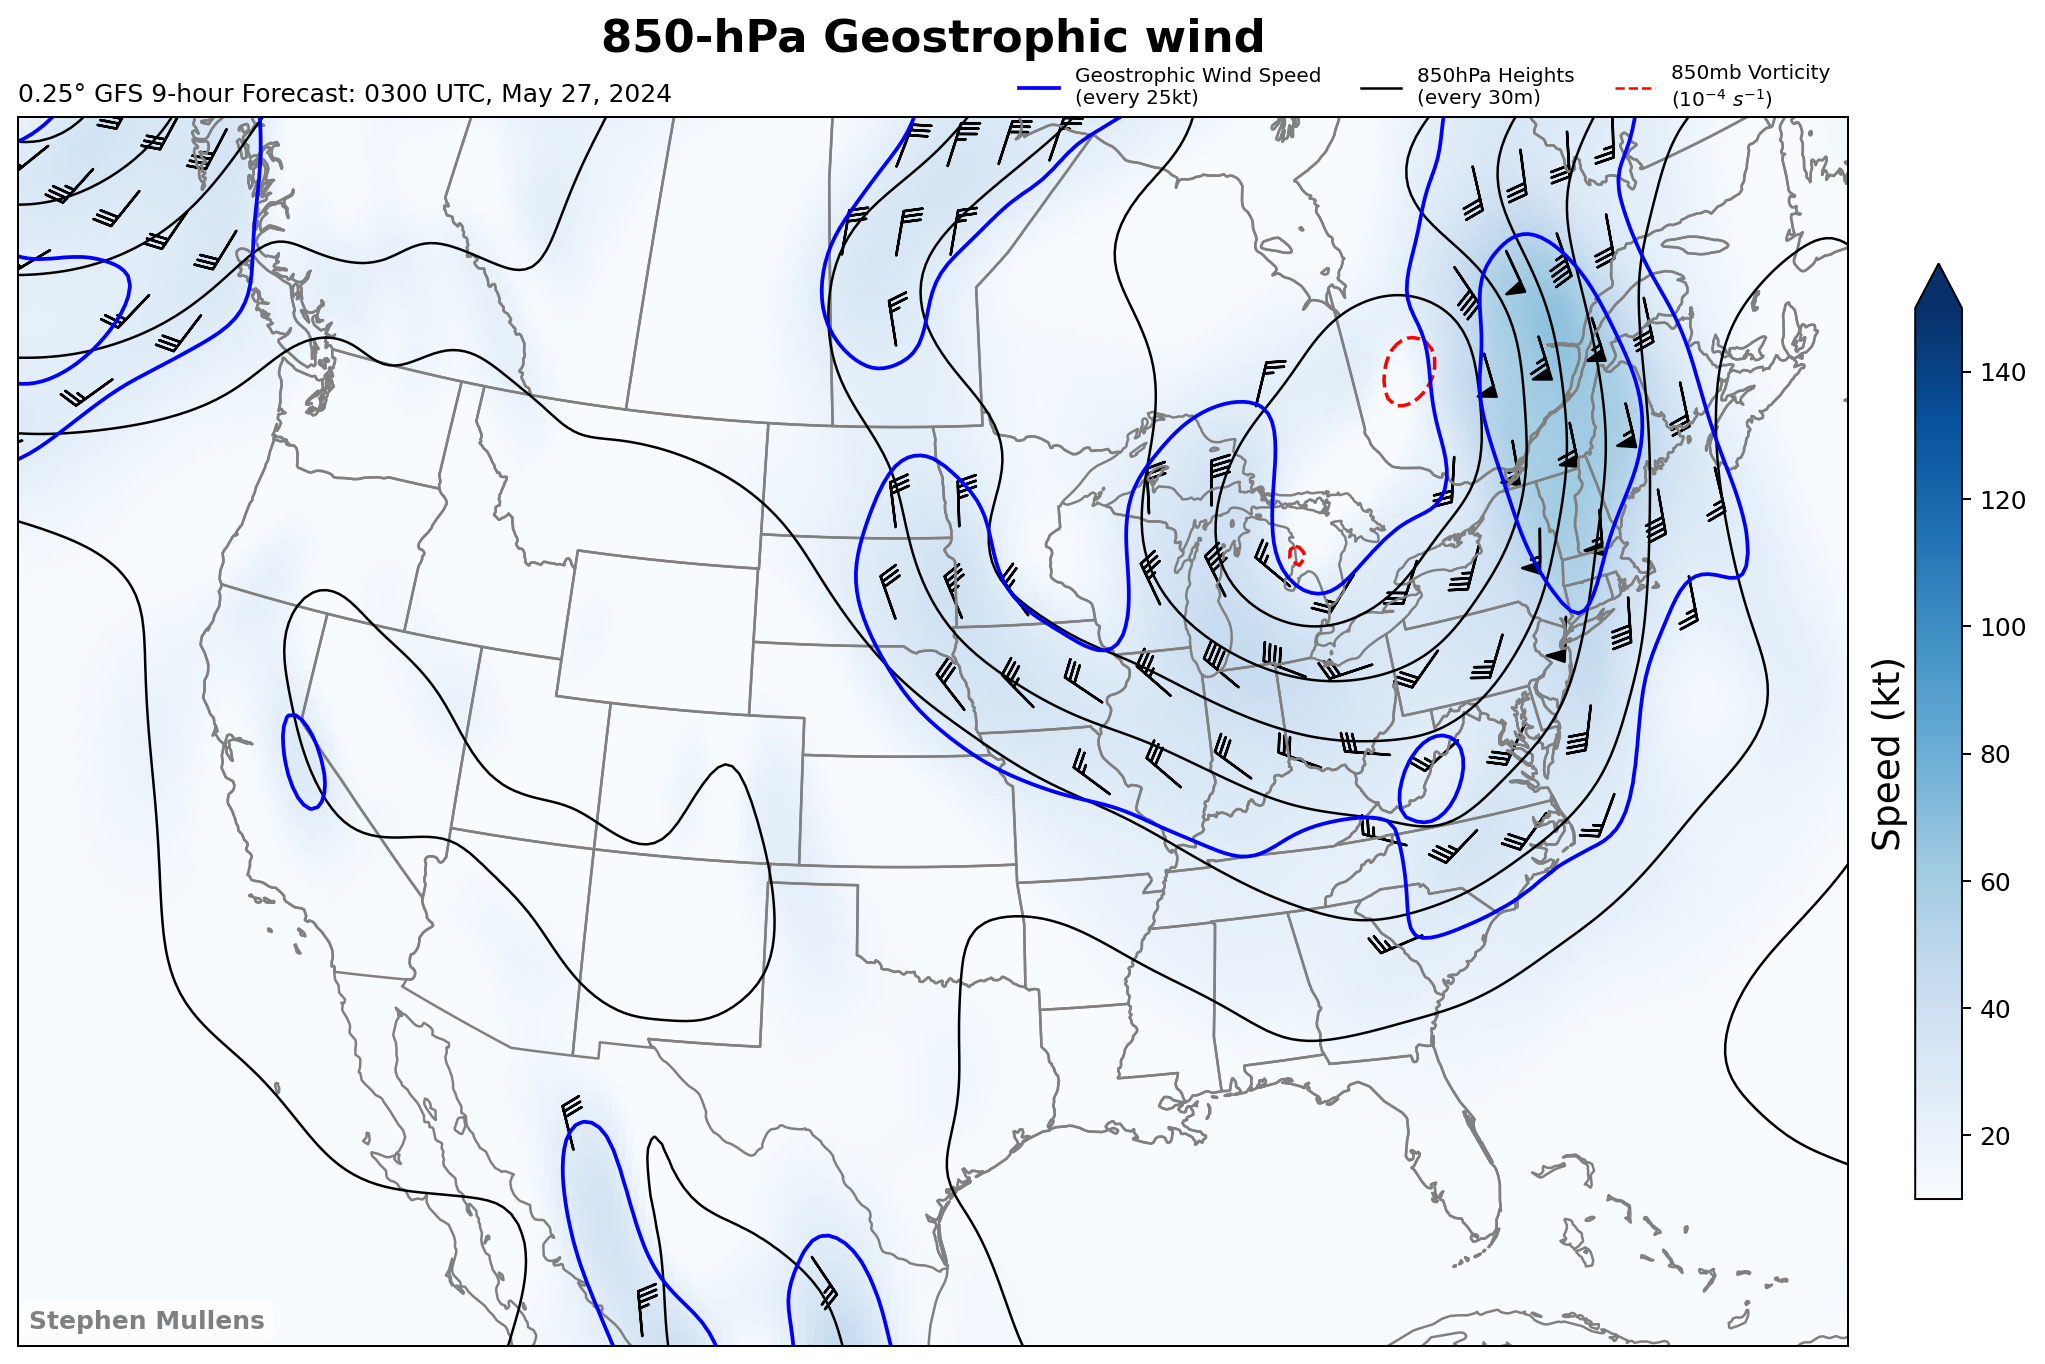 850-hPa Geostrophic wind
0.25° GFS 9-hour Forecast: 0300 UTC, May 27, 2024
Geostrophic Wind Speed
(every 25kt)
850hPa Heights
(every 30m)
850mb Vorticity
(10⁻⁴ s⁻¹)
140
120
100
80
60
40
20
Speed (kt)
Stephen Mullens